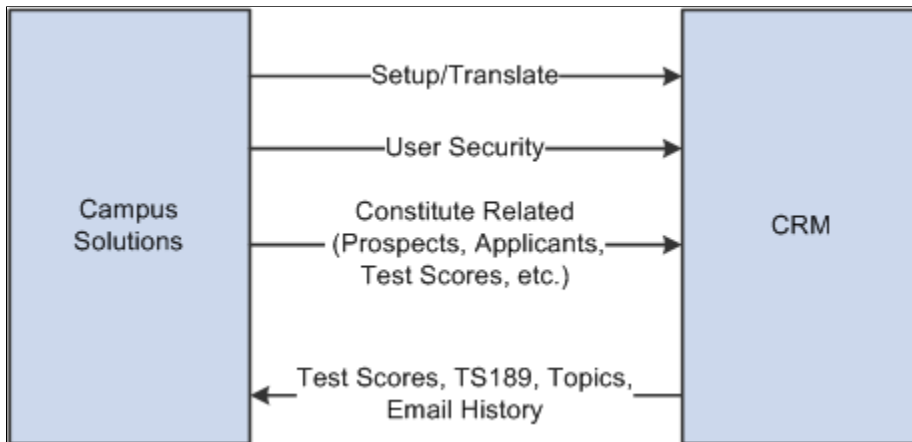 Setup/Translate
User Security
Campus
Solutions
Constitute Related
(Prospects, Applicants,
Test Scores, etc.)
CRM
Test Scores, TS189, Topics,
Email History